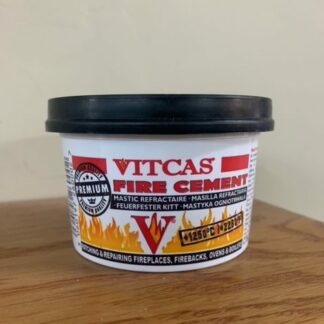 VITCAS
FIRE CEMENT
PREMIUM
MASTIC REFRACTAIRE · MASILLA REFRACTARIA
·FEUERFESTER KITT · MASTYKA OGNIOTRWAŁA
+1250°C
PATCHING & REPAIRING FIREPLACES, FIREBACKS, OVENS & BOILERS